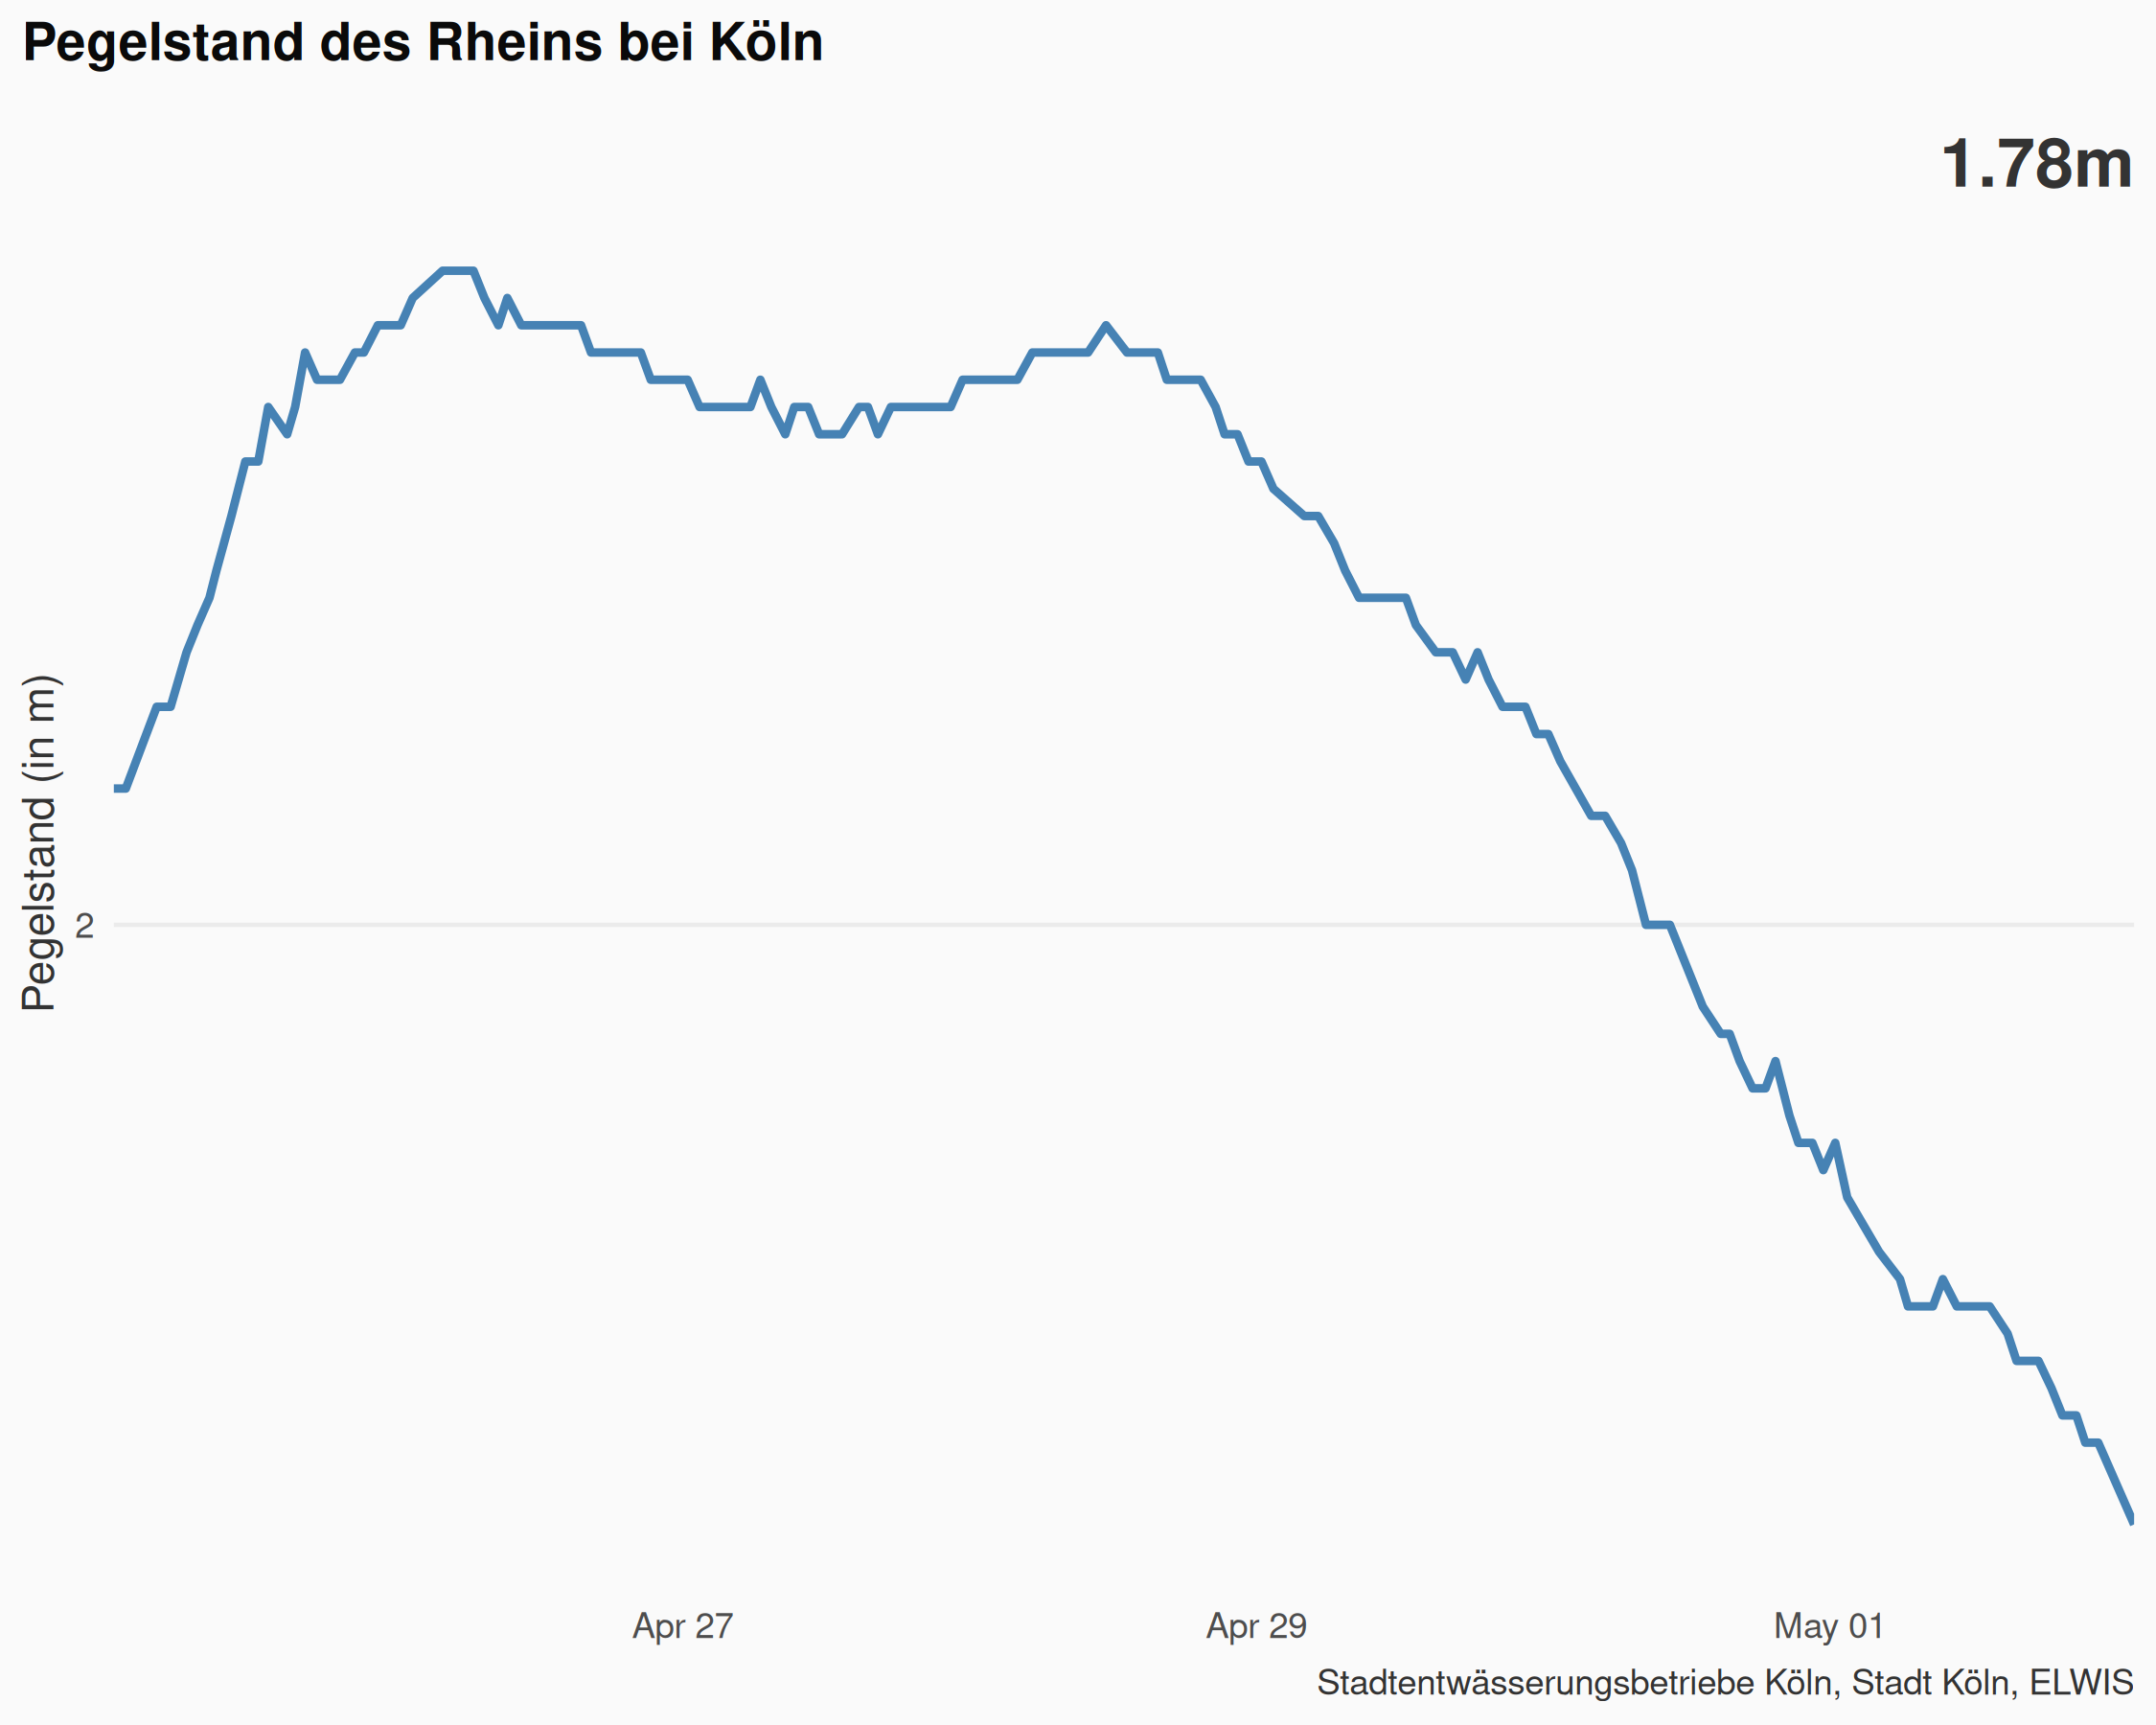 Pegelstand des Rheins bei Köln
1.78m
Pegelstand (in m)
2
Apr 27
Apr 29
May 01
Stadtentwässerungsbetriebe Köln, Stadt Köln, ELWIS